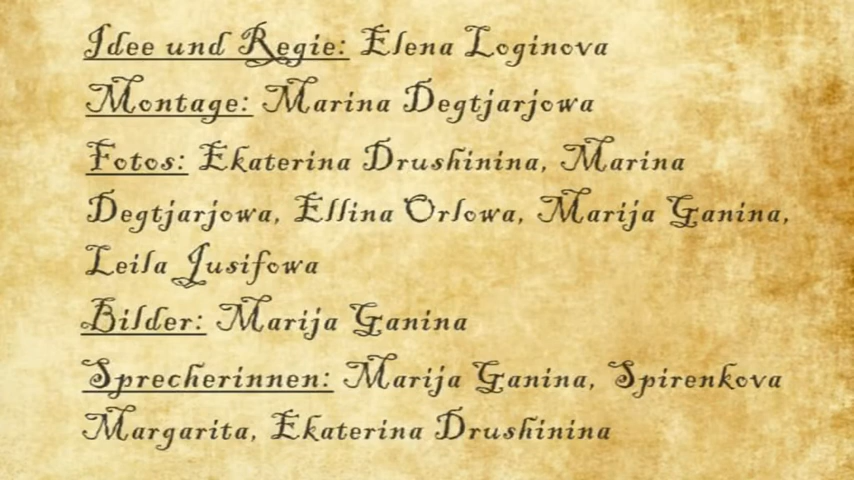 Idee und Regie: Elena Loginova
Montage: Marina Degtjarjowa
Fotos: Ekaterina Drushinina, Marina
Degtjarjowa, Ellina Orlowa, Marija Ganina,
Leila Jusifowa
Bilder: Marija Ganina
Sprecherinnen: Marija Ganina, Spirenkova
Margarita, Ekaterina Drushinina